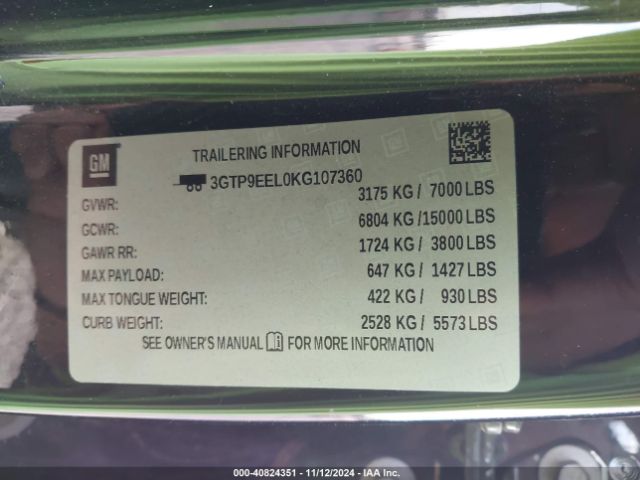 GM
TRAILERING INFORMATION
3GTP9EEL0KG107360
GVWR: 3175 KG / 7000 LBS
GCWR: 6804 KG /15000 LBS
GAWR RR: 1724 KG / 3800 LBS
MAX PAYLOAD: 647 KG / 1427 LBS
MAX TONGUE WEIGHT: 422 KG / 930 LBS
CURB WEIGHT: 2528 KG / 5573 LBS
SEE OWNER'S MANUAL FOR MORE INFORMATION
000-40824351 - 11/12/2024 - IAA Inc.